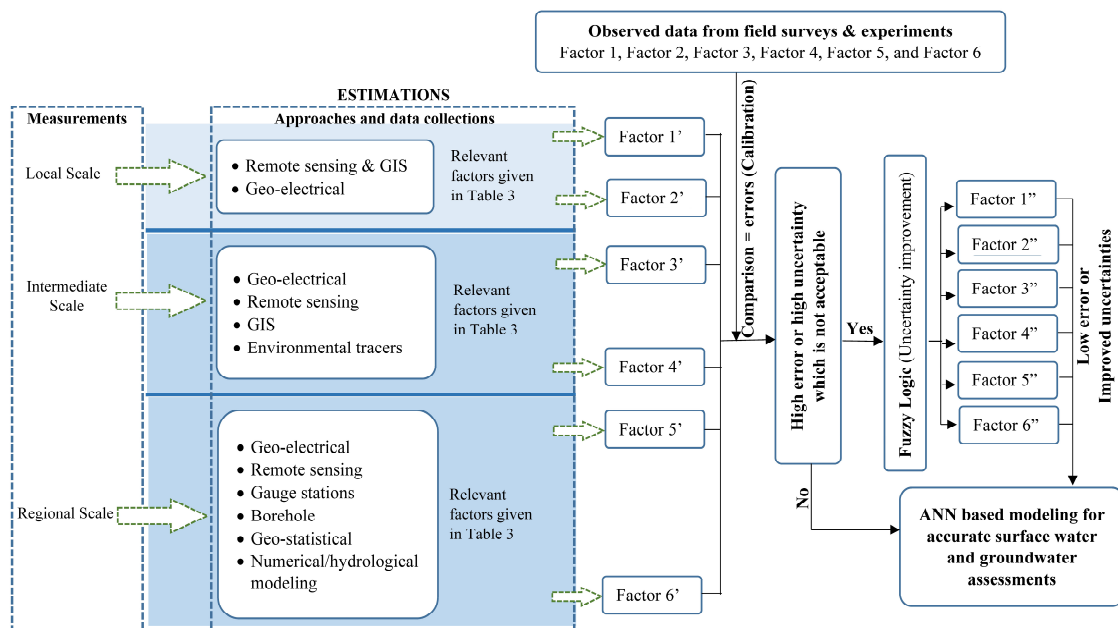 Observed data from field surveys & experiments
Factor 1, Factor 2, Factor 3, Factor 4, Factor 5, and Factor 6
ESTIMATIONS
Measurements
Approaches and data collections
Local Scale
• Remote sensing & GIS
• Geo-electrical
Relevant
factors given
in Table 3
Factor 1’
Factor 2’
Intermediate
Scale
• Geo-electrical
• Remote sensing
• GIS
• Environmental tracers
Relevant
factors given
in Table 3
Factor 3’
Factor 4’
Regional Scale
• Geo-electrical
• Remote sensing
• Gauge stations
• Borehole
• Geo-statistical
• Numerical/hydrological
modeling
Relevant
factors given
in Table 3
Factor 5’
Factor 6’
Comparison = errors (Calibration)
High error or high uncertainty
which is not acceptable
Yes
No
Fuzzy Logic (Uncertainty improvement)
Factor 1”
Factor 2”
Factor 3”
Factor 4”
Factor 5”
Factor 6”
Low error or
Improved uncertainties
ANN based modeling for
accurate surface water
and groundwater
assessments